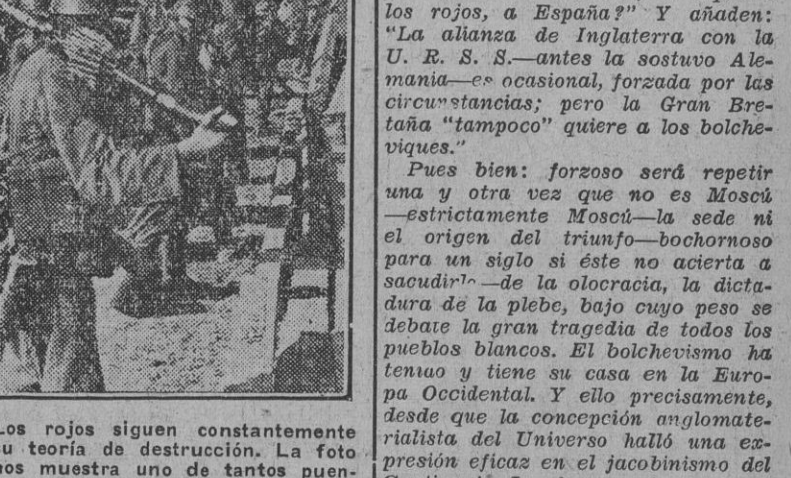 los rojos, a España?" Y añaden:
"La alianza de Inglaterra con la
U. R. S. S.—antes la sostuvo Ale-
mania—es ocasional, forzada por las
circunstancias; pero la Gran Bre-
taña "tampoco" quiere a los bolche-
viques."
Pues bien: forzoso será repetir
una y otra vez que no es Moscú
—estrictamente Moscú—la sede ni
el origen del triunfo—bochornoso
para un siglo si éste no acierta a
sacudirlo—de la olocracia, la dicta-
dura de la plebe, bajo cuyo peso se
debate la gran tragedia de todos los
pueblos blancos. El bolchevismo ha
tenido y tiene su casa en la Euro-
pa Occidental. Y ello precisamente,
desde que la concepción anglomate-
rialista del Universo halló una ex-
presión eficaz en el jacobinismo del
Los rojos siguen constantemente
su teoría de destrucción. La foto
nos muestra uno de tantos puen-